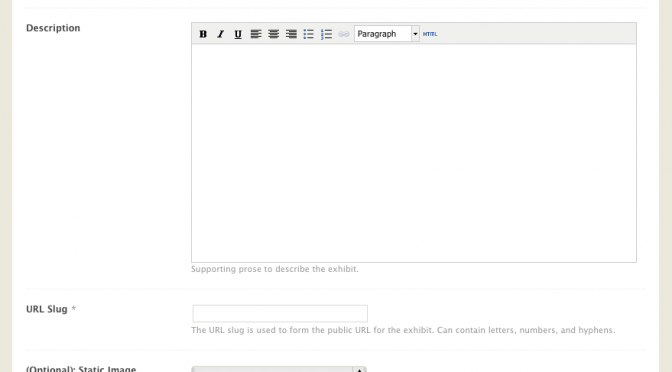 Description
B I U Paragraph HTML
Supporting prose to describe the exhibit.
URL Slug *
The URL slug is used to form the public URL for the exhibit. Can contain letters, numbers, and hyphens.
(Optional): Static Image